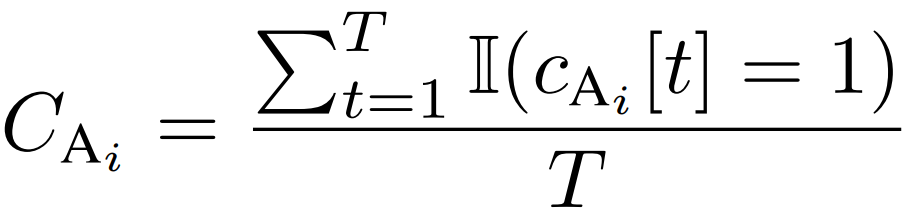 C_{A_i} = \frac{\sum_{t=1}^{T} \mathbb{I}(c_{A_i}[t] = 1)}{T}